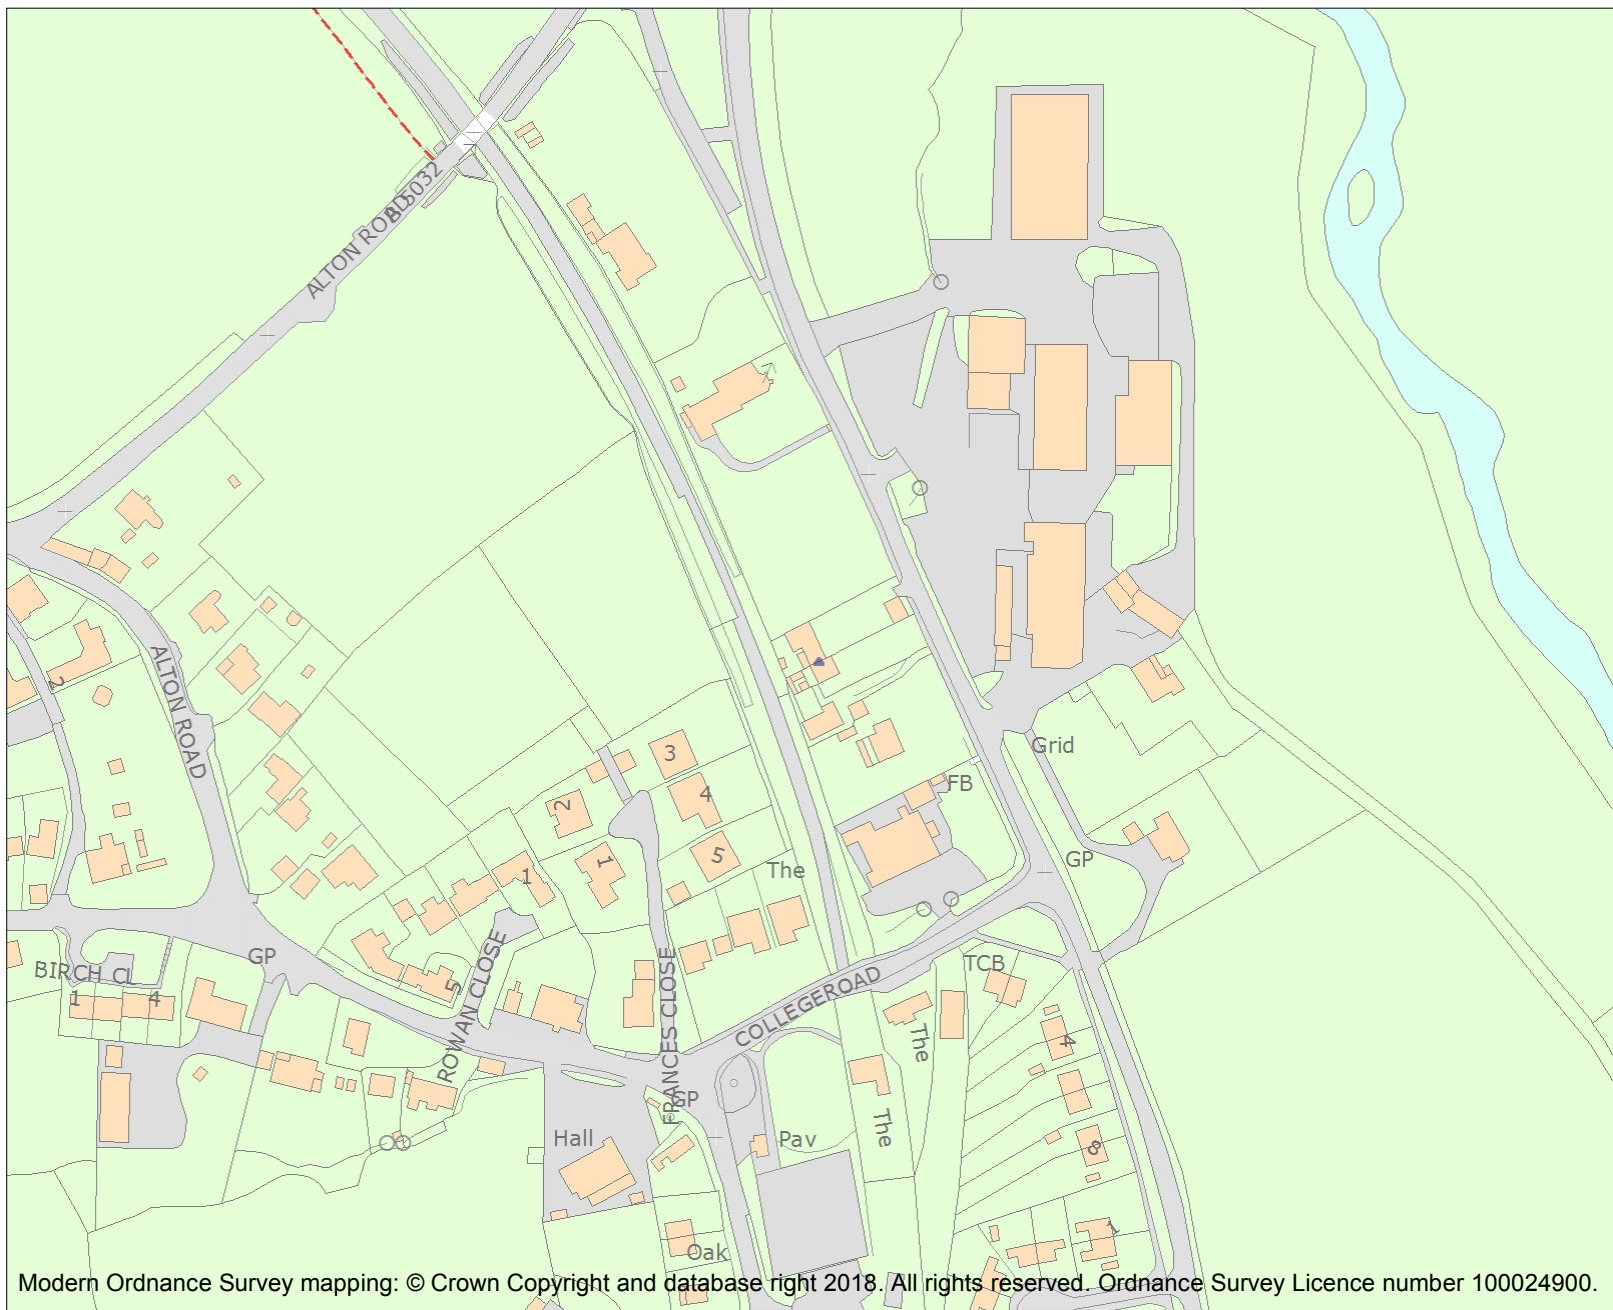 B 5032
ALTON ROAD
2
ALTON ROAD
Grid
3
FB
4
2
1
5
The
1
GP
GP
TCB
BIRCH CL
1
4
5
ROWAN CLOSE
FRANCES CLOSE
COLLEGEROAD
The
4
GP
Hall
Pav
The
8
1
Oak
Modern Ordnance Survey mapping: © Crown Copyright and database right 2018. All rights reserved. Ordnance Survey Licence number 100024900.